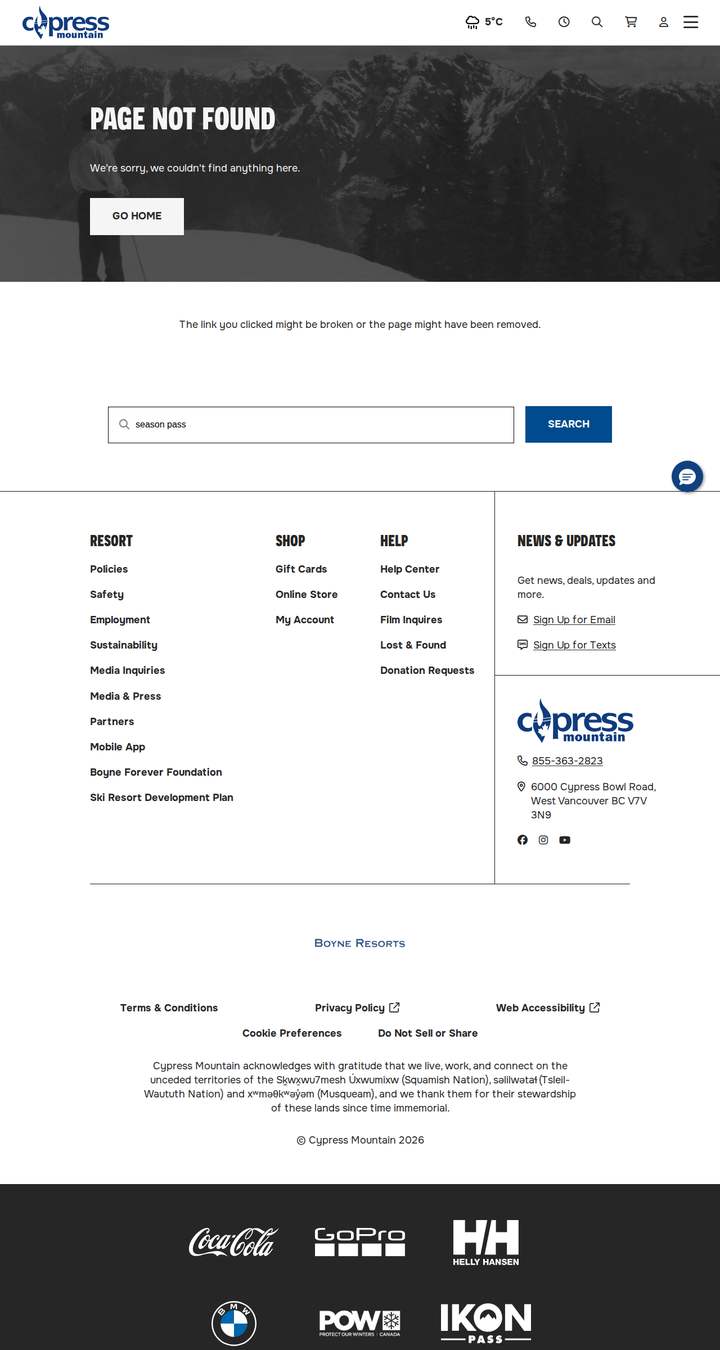 cypress
mountain
5°C
PAGE NOT FOUND
We're sorry, we couldn't find anything here.
GO HOME
The link you clicked might be broken or the page might have been removed.
season pass
SEARCH
RESORT
Policies
Safety
Employment
Sustainability
Media Inquiries
Media & Press
Partners
Mobile App
Boyne Forever Foundation
Ski Resort Development Plan
SHOP
Gift Cards
Online Store
My Account
HELP
Help Center
Contact Us
Film Inquires
Lost & Found
Donation Requests
NEWS & UPDATES
Get news, deals, updates and
more.
Sign Up for Email
Sign Up for Texts
cypress
mountain
855-363-2823
6000 Cypress Bowl Road,
West Vancouver BC V7V
3N9
BOYNE RESORTS
Terms & Conditions
Privacy Policy
Web Accessibility
Cookie Preferences
Do Not Sell or Share
Cypress Mountain acknowledges with gratitude that we live, work, and connect on the
unceded territories of the Sḵwx̱wu7mesh Úxwumixw (Squamish Nation), səlilwətaɬ (Tsleil-
Waututh Nation) and xʷməθkʷəy̓əm (Musqueam), and we thank them for their stewardship
of these lands since time immemorial.
© Cypress Mountain 2026
Coca-Cola
GoPro
HH
HELLY HANSEN
BMW
POW
PROTECT OUR WINTERS | CANADA
IKON
PASS